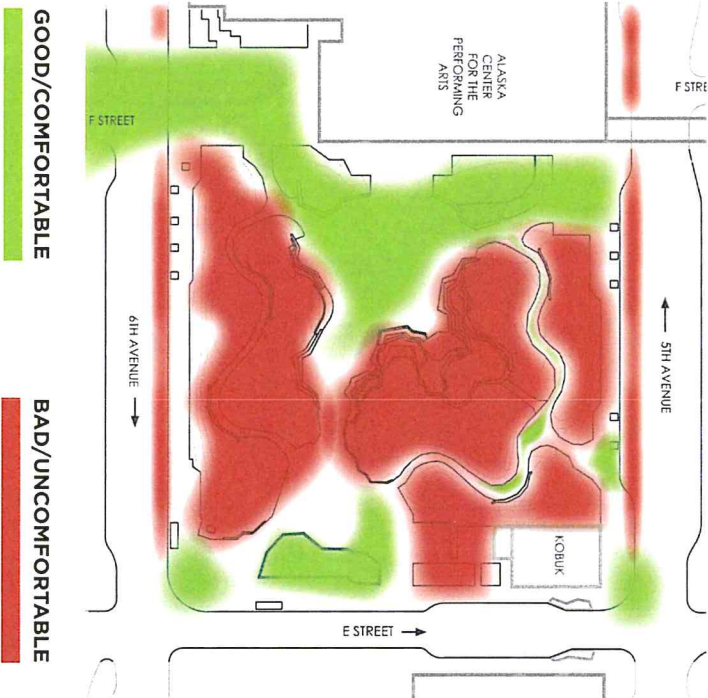 GOOD/COMFORTABLE
BAD/UNCOMFORTABLE
ALASKA
CENTER
FOR THE
PERFORMING
ARTS
F STREET
F STRE
6TH AVENUE
5TH AVENUE
KOBUK
E STREET